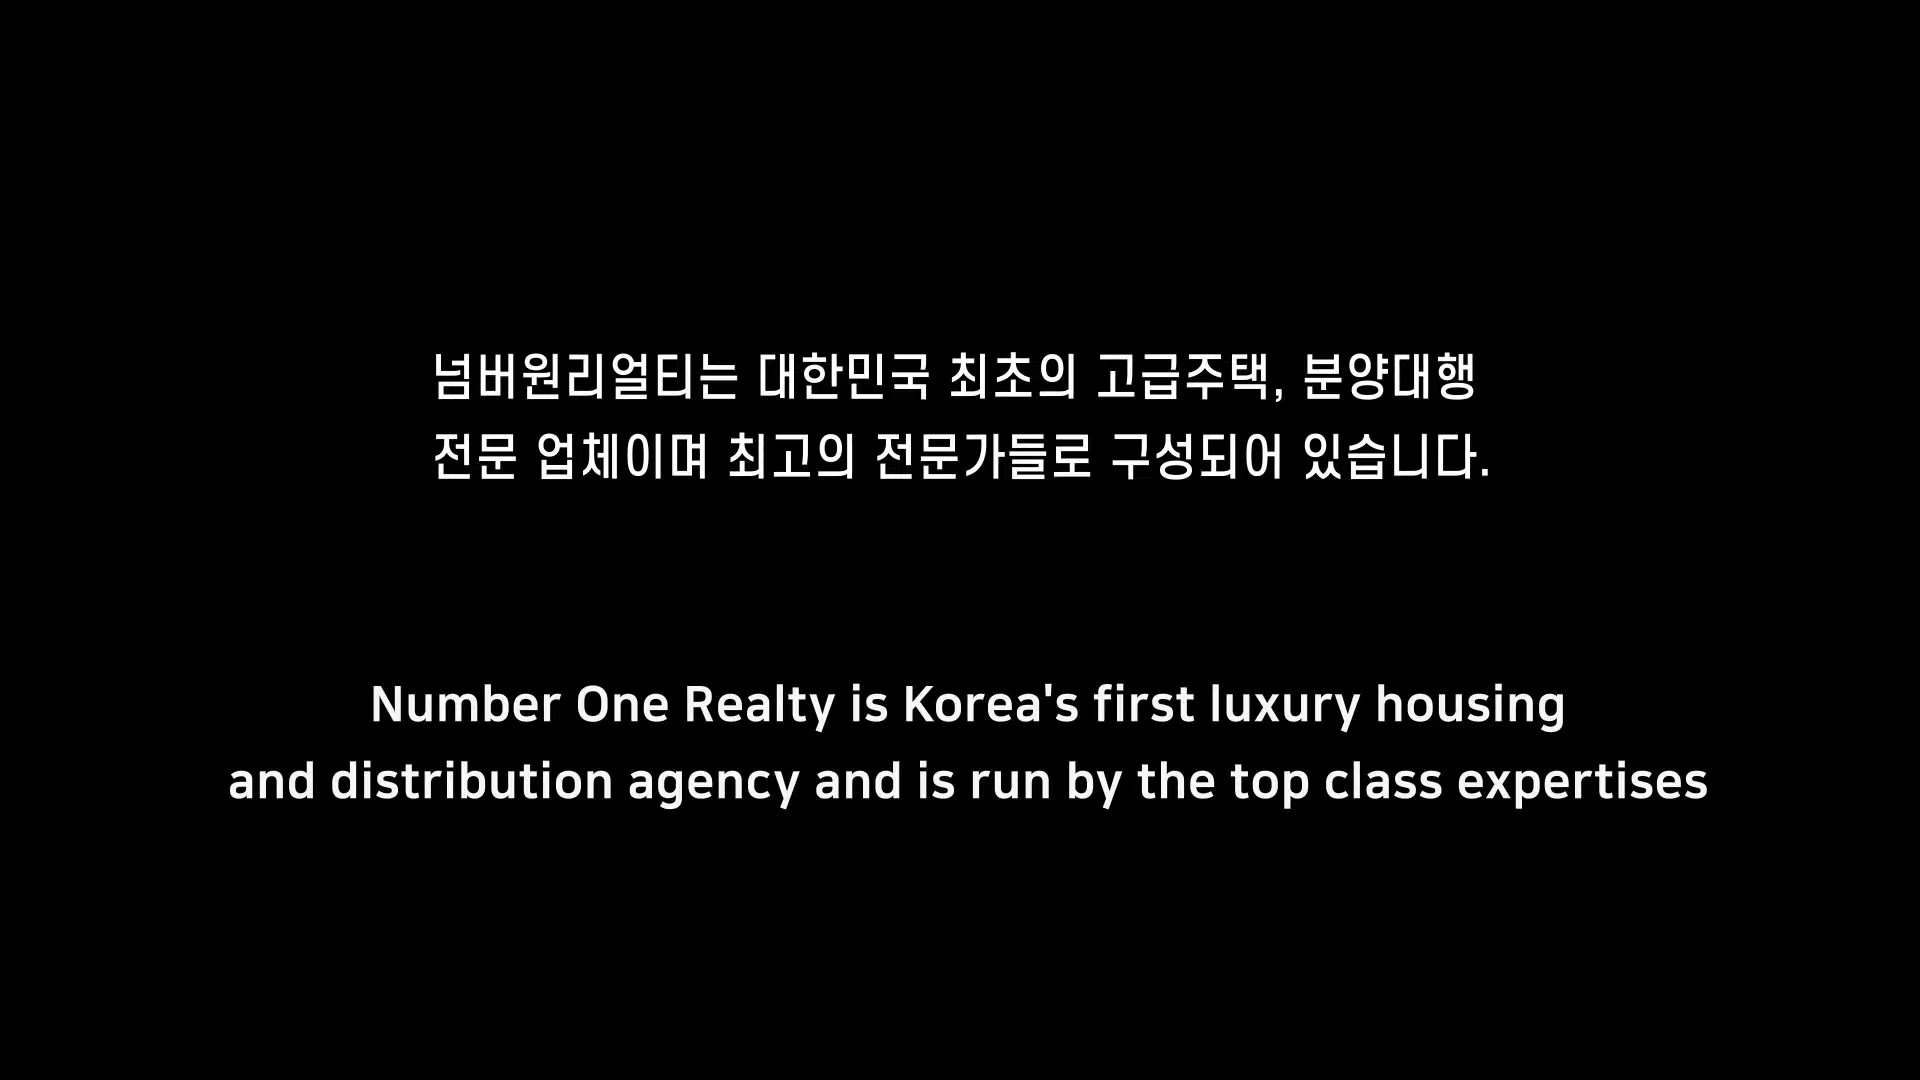 넘버원리얼티는 대한민국 최초의 고급주택, 분양대행
전문 업체이며 최고의 전문가들로 구성되어 있습니다.
Number One Realty is Korea's first luxury housing
and distribution agency and is run by the top class expertises